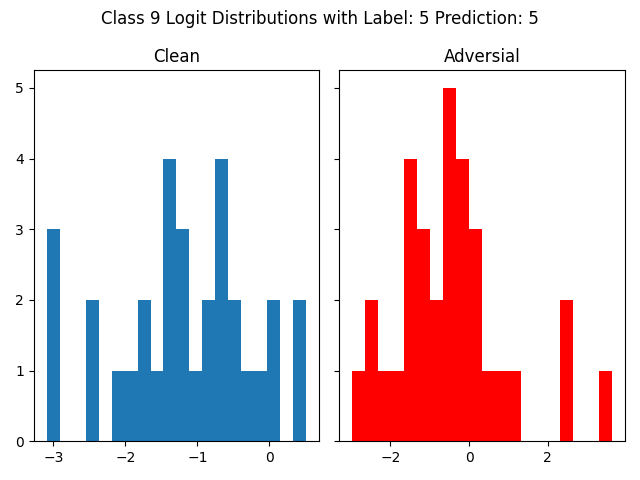 Class 9 Logit Distributions with Label: 5 Prediction: 5
Clean
Adversial
5
4
3
2
1
0
−3 −2 −1 0
−2 0 2